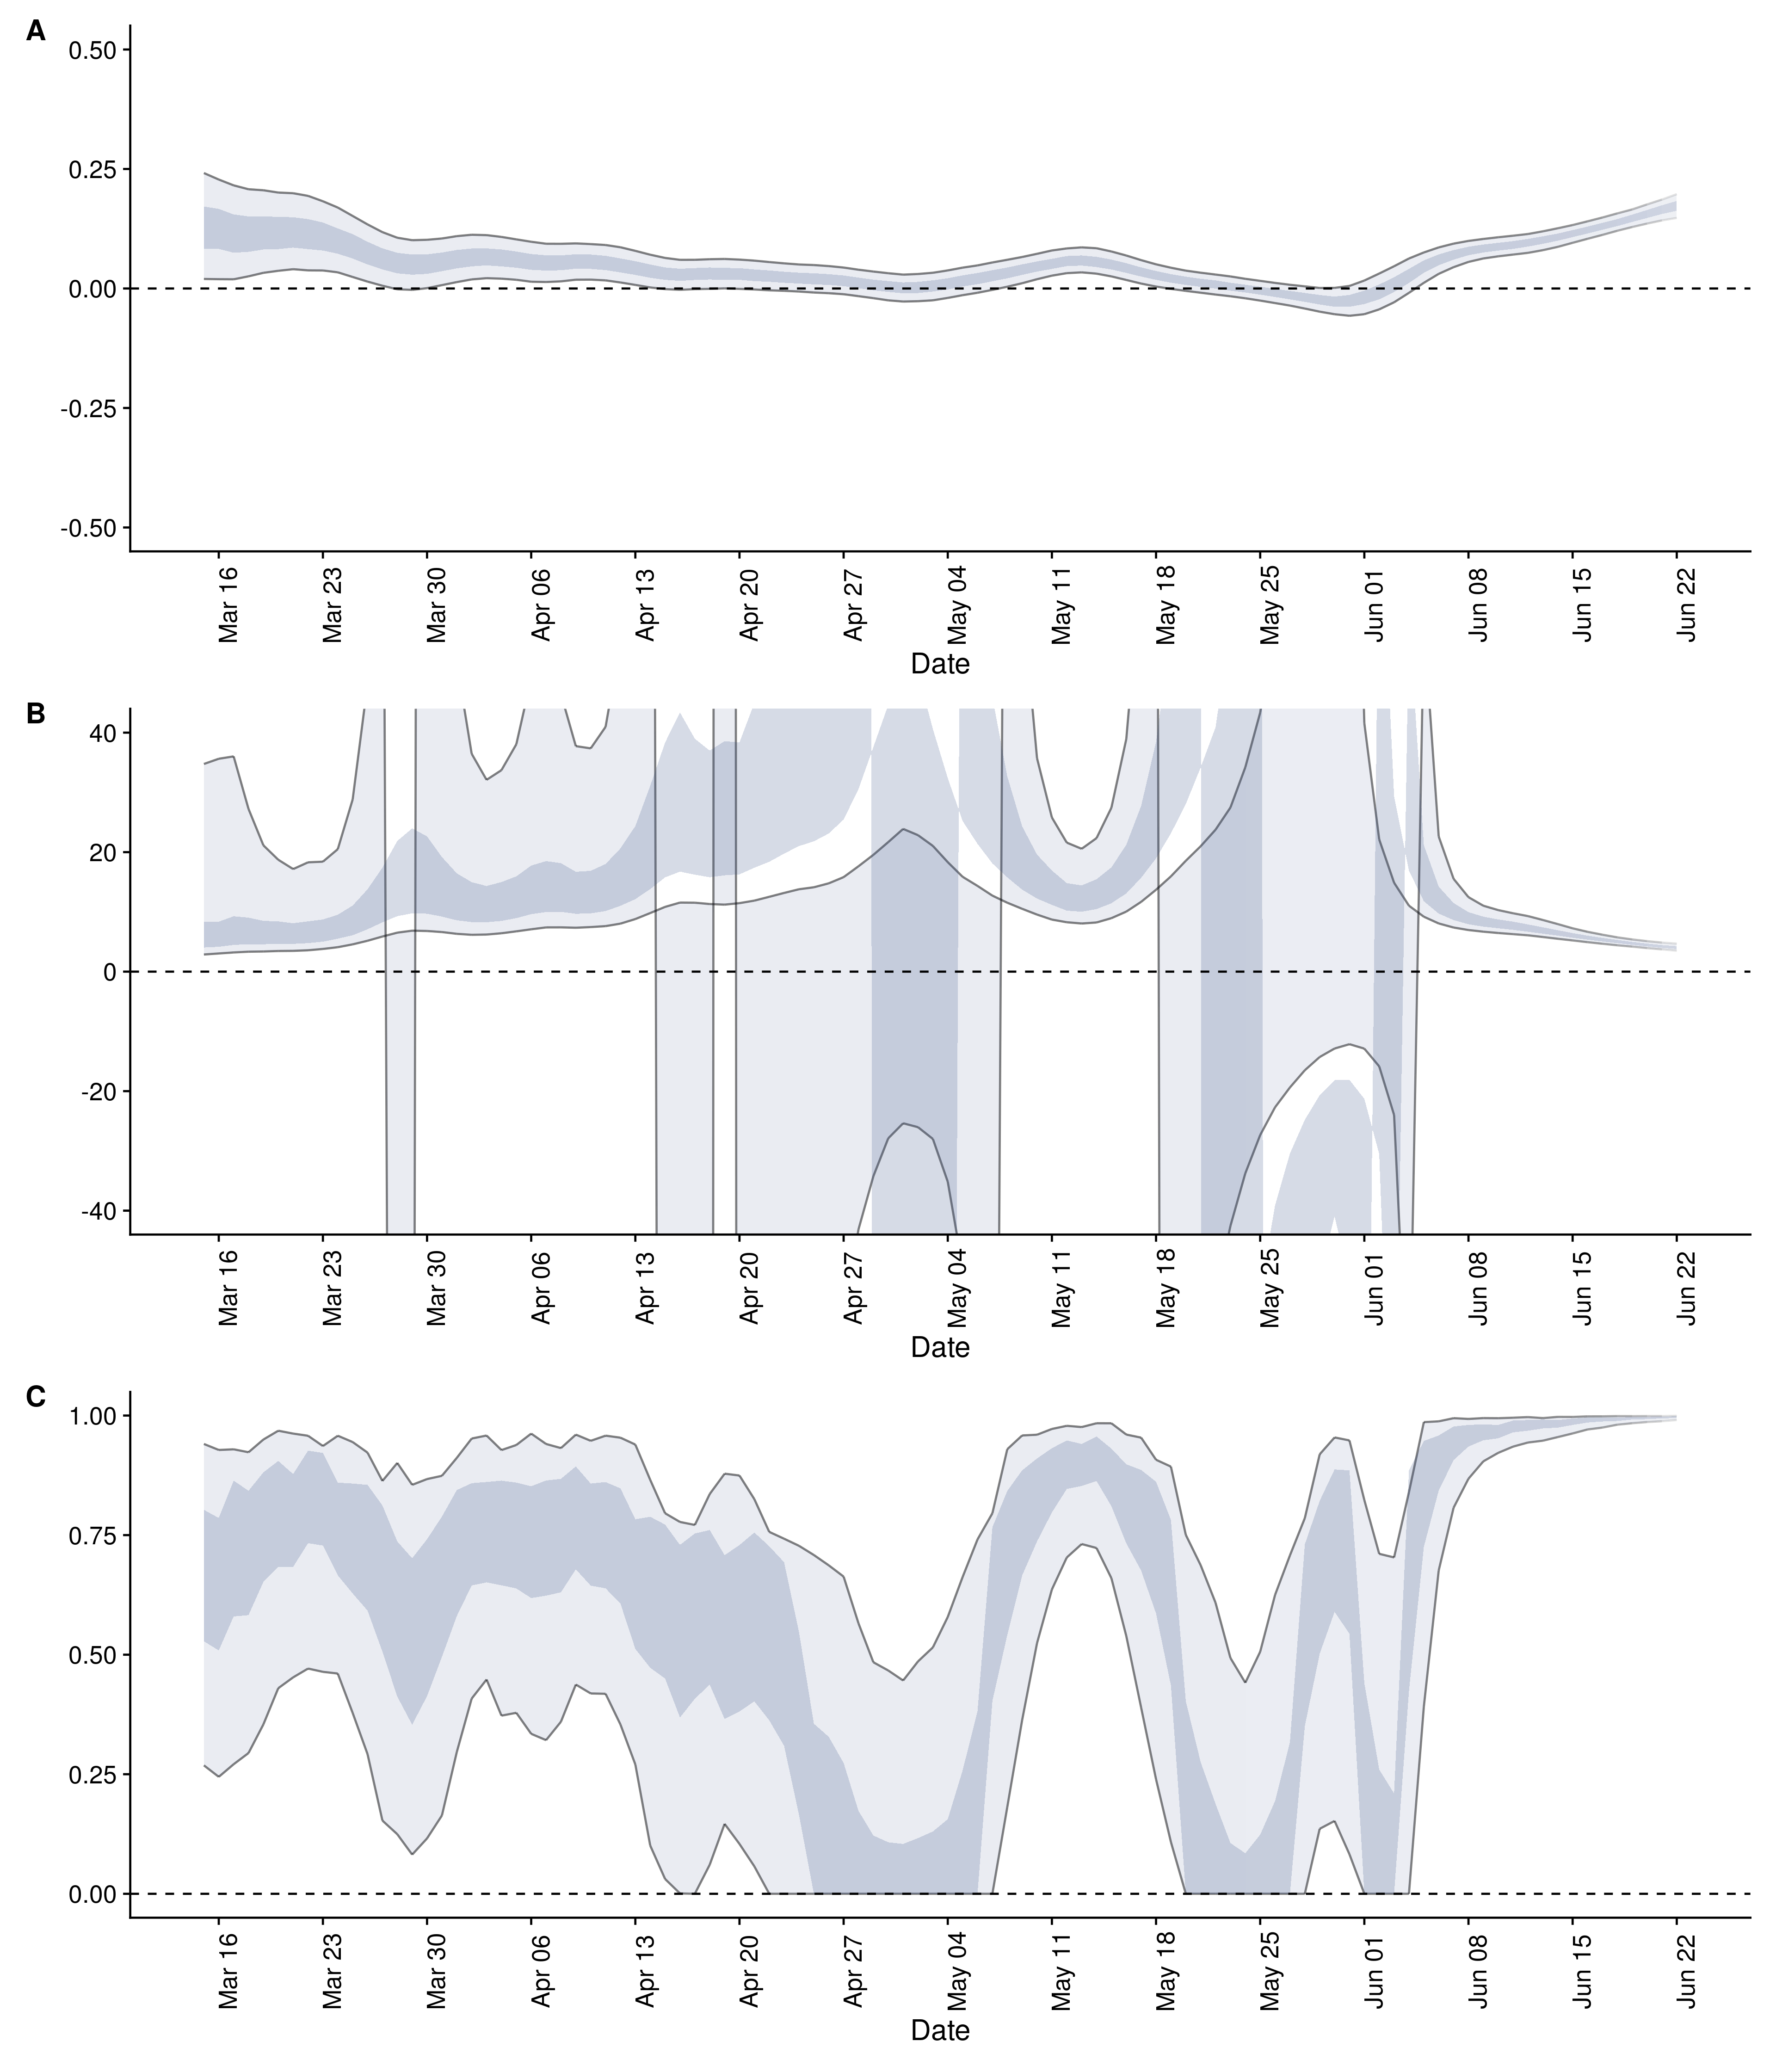 A
0.50
0.25
0.00
-0.25
-0.50
Mar 16
Mar 23
Mar 30
Apr 06
Apr 13
Apr 20
Apr 27
May 04
May 11
May 18
May 25
Jun 01
Jun 08
Jun 15
Jun 22
Date
B
40
20
0
-20
-40
Mar 16
Mar 23
Mar 30
Apr 06
Apr 13
Apr 20
Apr 27
May 04
May 11
May 18
May 25
Jun 01
Jun 08
Jun 15
Jun 22
Date
C
1.00
0.75
0.50
0.25
0.00
Mar 16
Mar 23
Mar 30
Apr 06
Apr 13
Apr 20
Apr 27
May 04
May 11
May 18
May 25
Jun 01
Jun 08
Jun 15
Jun 22
Date